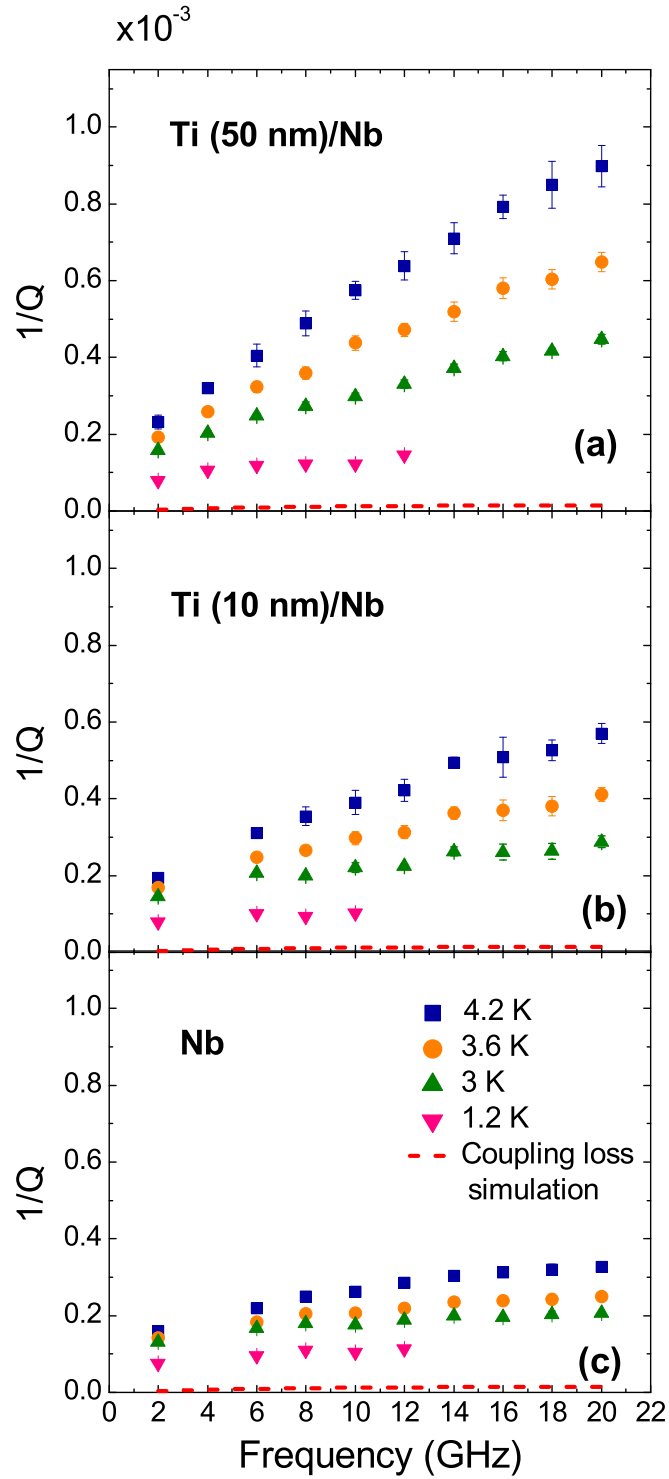 x10⁻³
1.0
0.8
0.6
0.4
0.2
0.0
1/Q
Ti (50 nm)/Nb
(a)
1.0
0.8
0.6
0.4
0.2
0.0
1/Q
Ti (10 nm)/Nb
(b)
1.0
0.8
0.6
0.4
0.2
0.0
1/Q
Nb
4.2 K
3.6 K
3 K
1.2 K
Coupling loss
simulation
(c)
0 2 4 6 8 10 12 14 16 18 20 22
Frequency (GHz)